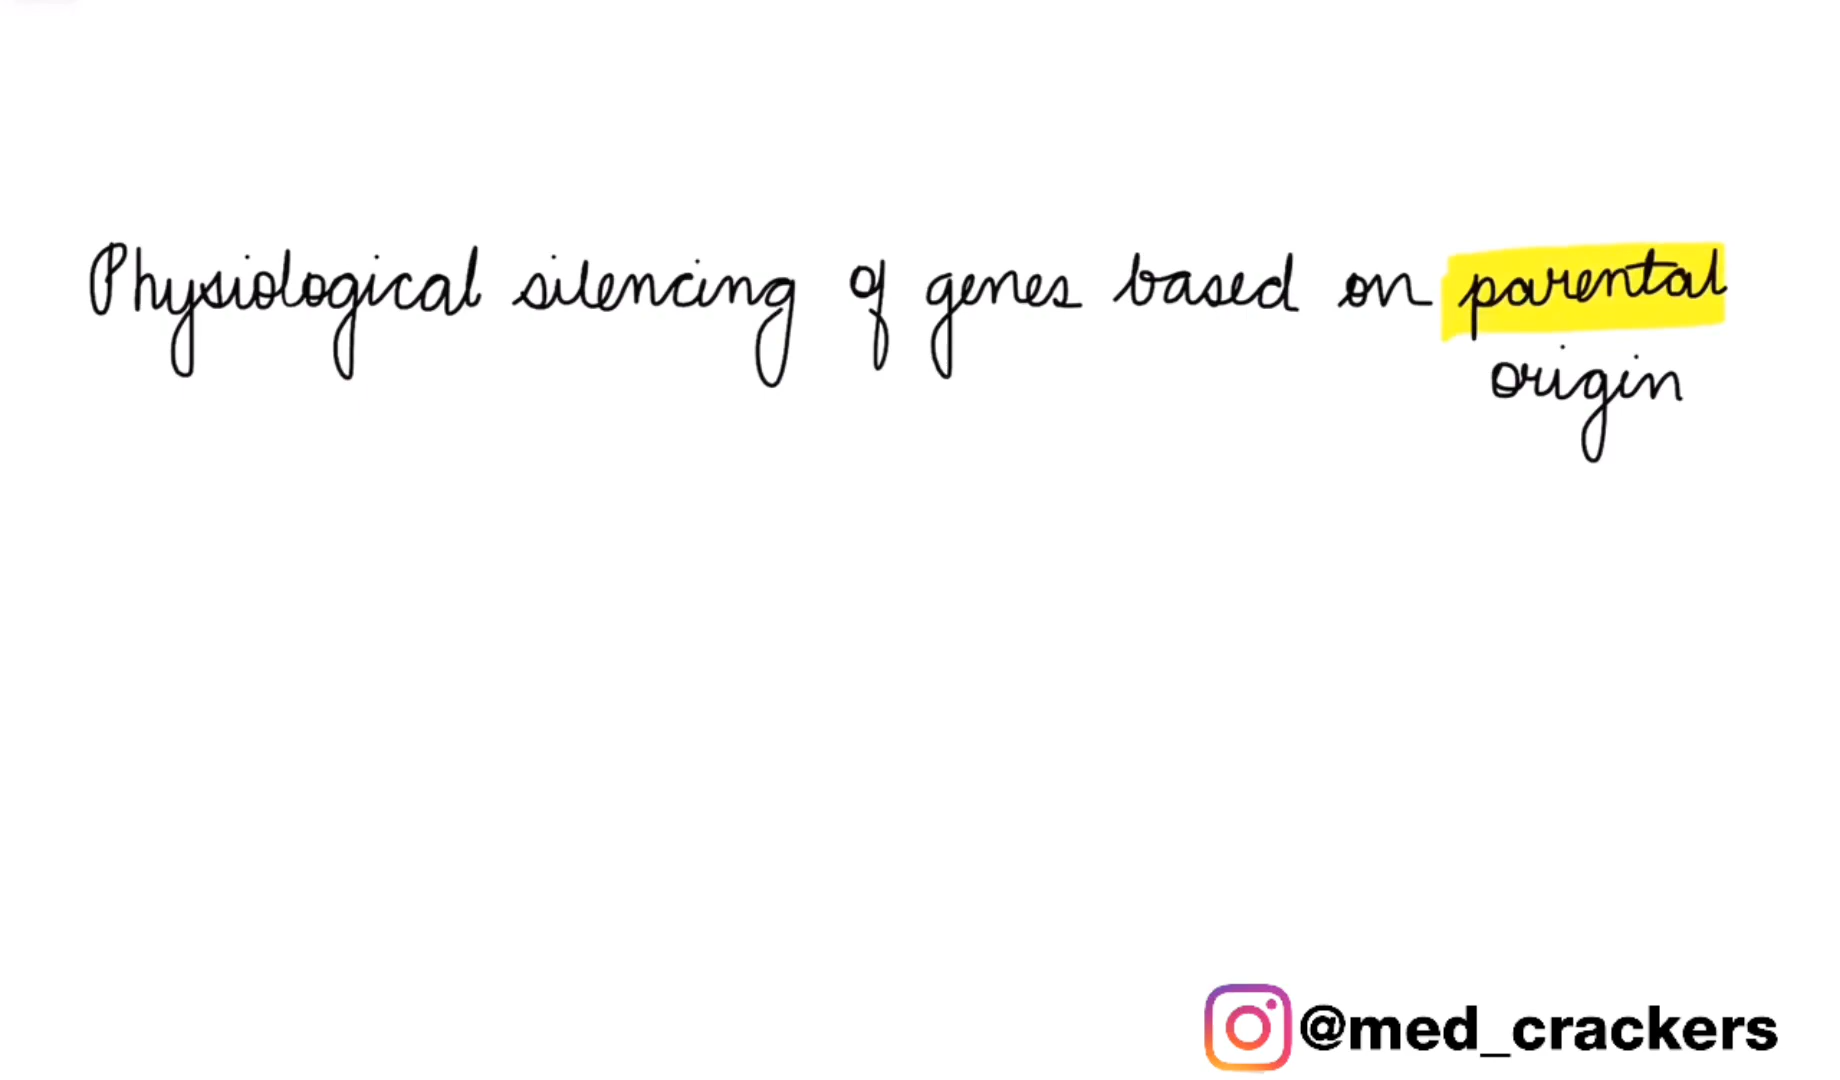 Physiological silencing of genes based on parental
origin
@med_crackers